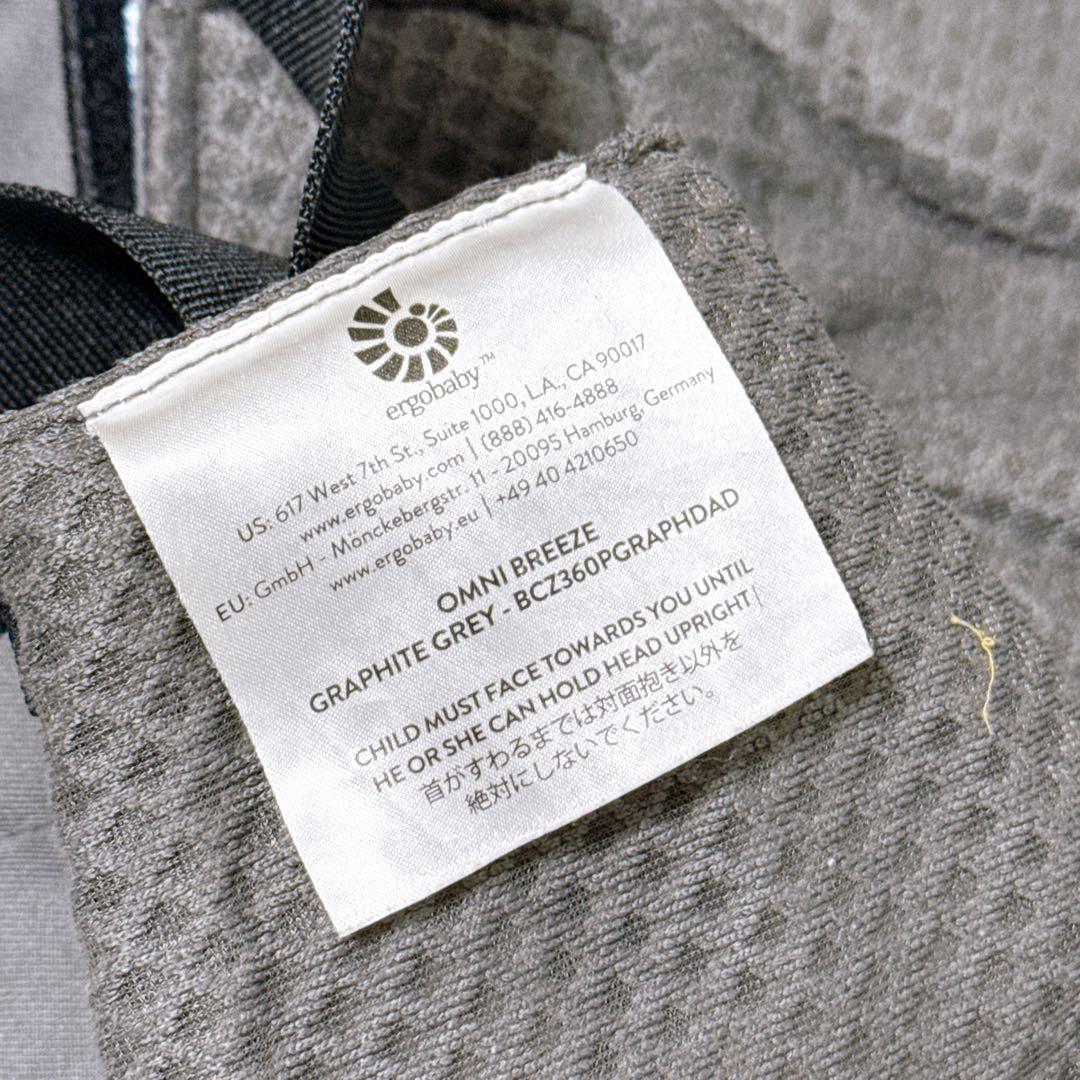 ergobaby™
US: 617 West 7th St., Suite 1000, L.A., CA 90017
www.ergobaby.com | (888) 416-4888
EU: GmbH - Mönckebergstr. 11 - 20095 Hamburg, Germany
www.ergobaby.eu | +49 40 4210650
OMNI BREEZE
GRAPHITE GREY - BCZ360PGRAPHDAD
CHILD MUST FACE TOWARDS YOU UNTIL
HE OR SHE CAN HOLD HEAD UPRIGHT |
首がすわるまでは対面抱き以外を
絶対にしないでください。